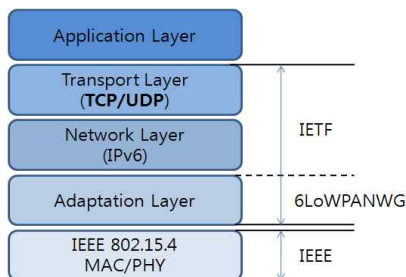 Application Layer
Transport Layer
(TCP/UDP)
IETF
Network Layer
(IPv6)
Adaptation Layer
6LoWPANWG
IEEE 802.15.4
MAC/PHY
IEEE